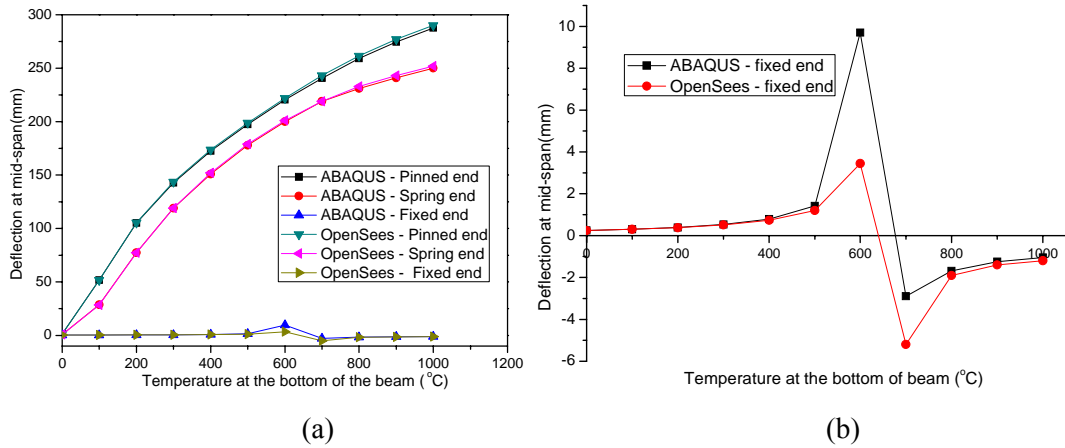 300
250
200
150
100
50
0
Deflection at mid-span(mm)
ABAQUS - Pinned end
ABAQUS - Spring end
ABAQUS - Fixed end
OpenSees - Pinned end
OpenSees - Spring end
OpenSees - Fixed end
0 200 400 600 800 1000 1200
Temperature at the bottom of the beam (°C)
(a)
10
8
6
4
2
0
-2
-4
-6
Deflection at mid-span(mm)
ABAQUS - fixed end
OpenSees - fixed end
0 200 400 600 800 1000
Temperature at the bottom of beam (°C)
(b)